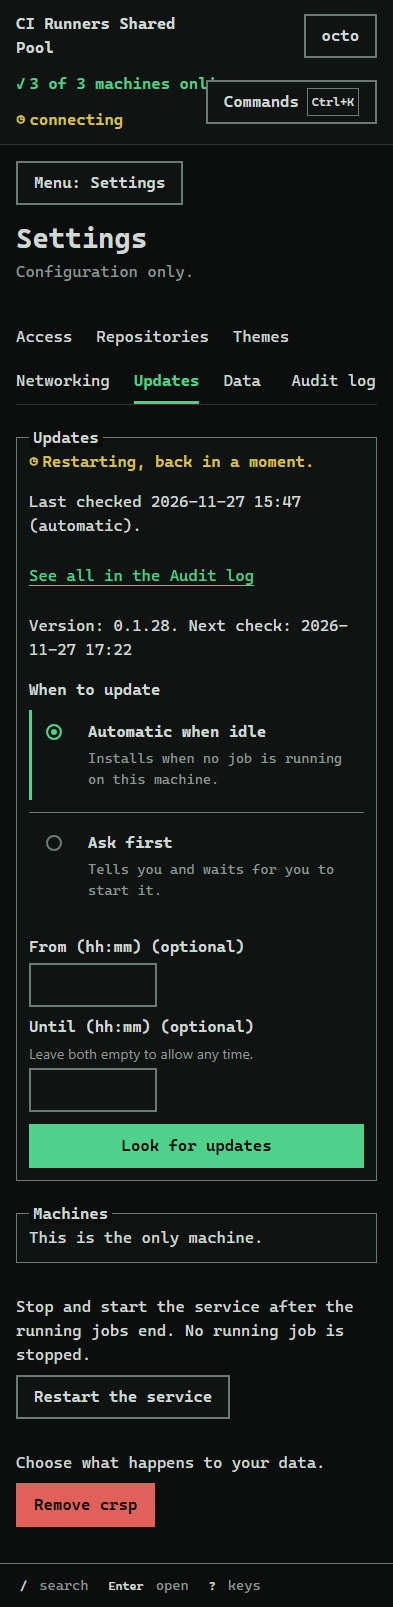 CI Runners Shared
Pool
octo
√ 3 of 3 machines onli
Commands Ctrl+K
connecting
Menu: Settings
Settings
Configuration only.
Access Repositories Themes
Networking Updates Data Audit log
Updates
Restarting, back in a moment.
Last checked 2026-11-27 15:47
(automatic).
See all in the Audit log
Version: 0.1.28. Next check: 2026-
11-27 17:22
When to update
Automatic when idle
Installs when no job is running
on this machine.
Ask first
Tells you and waits for you to
start it.
From (hh:mm) (optional)
Until (hh:mm) (optional)
Leave both empty to allow any time.
Look for updates
Machines
This is the only machine.
Stop and start the service after the
running jobs end. No running job is
stopped.
Restart the service
Choose what happens to your data.
Remove crsp
/ search Enter open ? keys